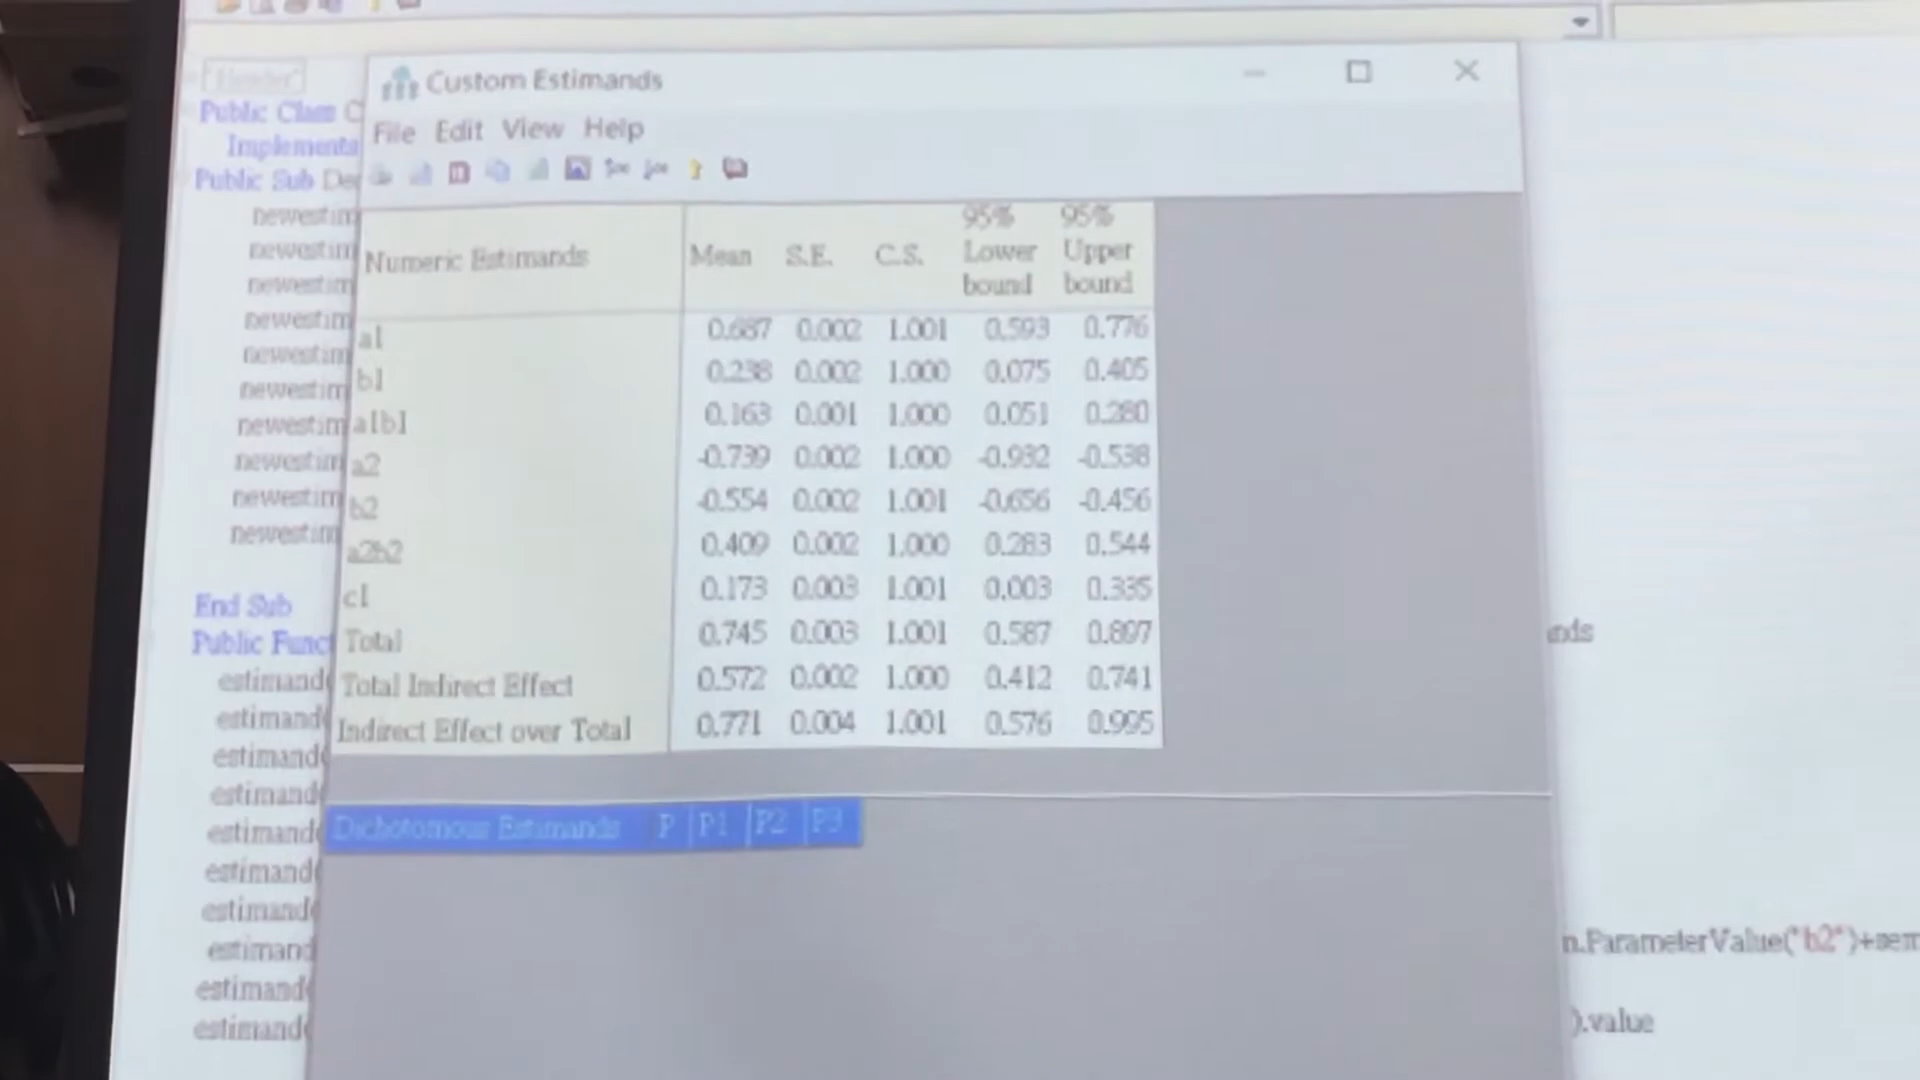 Custom Estimands
File Edit View Help
"Header"
Public Class C
Implements
Public Sub Dec
newestim
newestim
newestim
newestim
newestim
newestim
newestim
newestim
newestim
newestim
End Sub
Public Func
estimand
estimand
estimand
estimand
estimand
estimand
estimand
estimand
estimand
estimand
Numeric Estimands Mean S.E. C.S. 95% Lower bound 95% Upper bound
a1 0.687 0.002 1.001 0.593 0.776
b1 0.238 0.002 1.000 0.075 0.405
a1b1 0.163 0.001 1.000 0.051 0.280
a2 -0.739 0.002 1.000 -0.932 -0.538
b2 -0.554 0.002 1.001 -0.656 -0.456
a2b2 0.409 0.002 1.000 0.283 0.544
c1 0.173 0.003 1.001 0.003 0.335
Total 0.745 0.003 1.001 0.587 0.897
Total Indirect Effect 0.572 0.002 1.000 0.412 0.741
Indirect Effect over Total 0.771 0.004 1.001 0.576 0.995
Dichotomous Estimands P P1 P2 P3
nds
n.ParameterValue("b2")+sem
).value